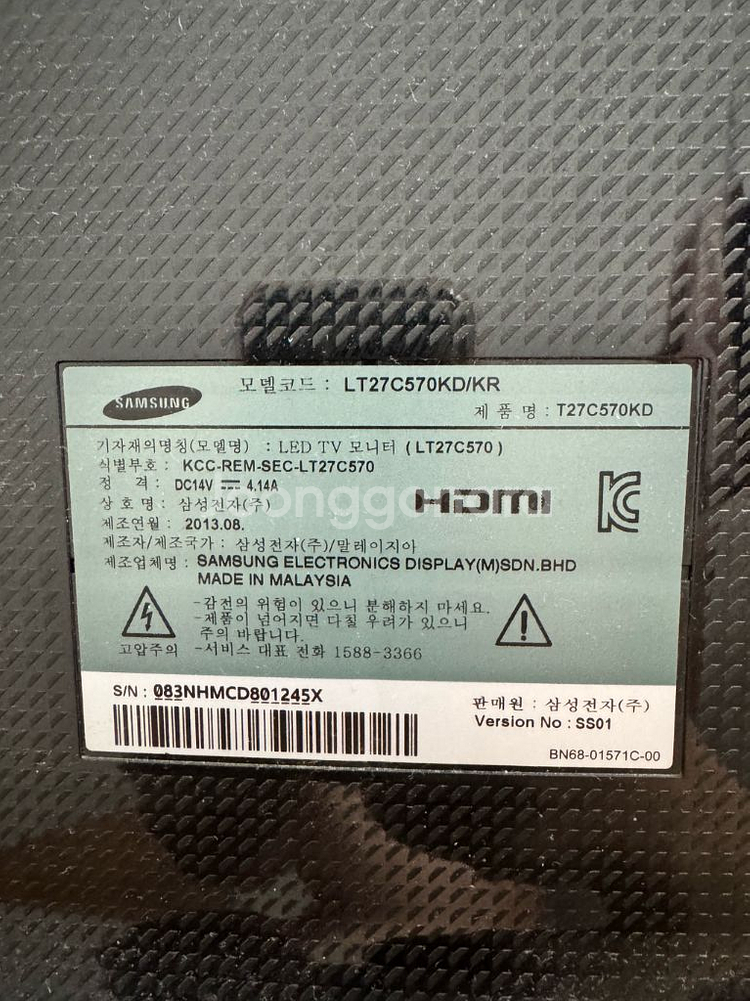 SAMSUNG
모델코드 : LT27C570KD/KR
제 품 명 : T27C570KD
기자재의명칭(모델명) : LED TV 모니터 ( LT27C570 )
식별부호 : KCC-REM-SEC-LT27C570
정 격 : DC14V ⎓ 4.14A
상 호 명 : 삼성전자(주)
HDMI
제조연월 : 2013.08.
제조자/제조국가 : 삼성전자(주)/말레이지아
제조업체명 : SAMSUNG ELECTRONICS DISPLAY(M)SDN.BHD
MADE IN MALAYSIA
-감전의 위험이 있으니 분해하지 마세요.
-제품이 넘어지면 다칠 우려가 있으니
주의 바랍니다.
고압주의 -서비스 대표 전화 1588-3366
S/N : 083NHMCD801245X
판매원 : 삼성전자(주)
Version No : SS01
BN68-01571C-00